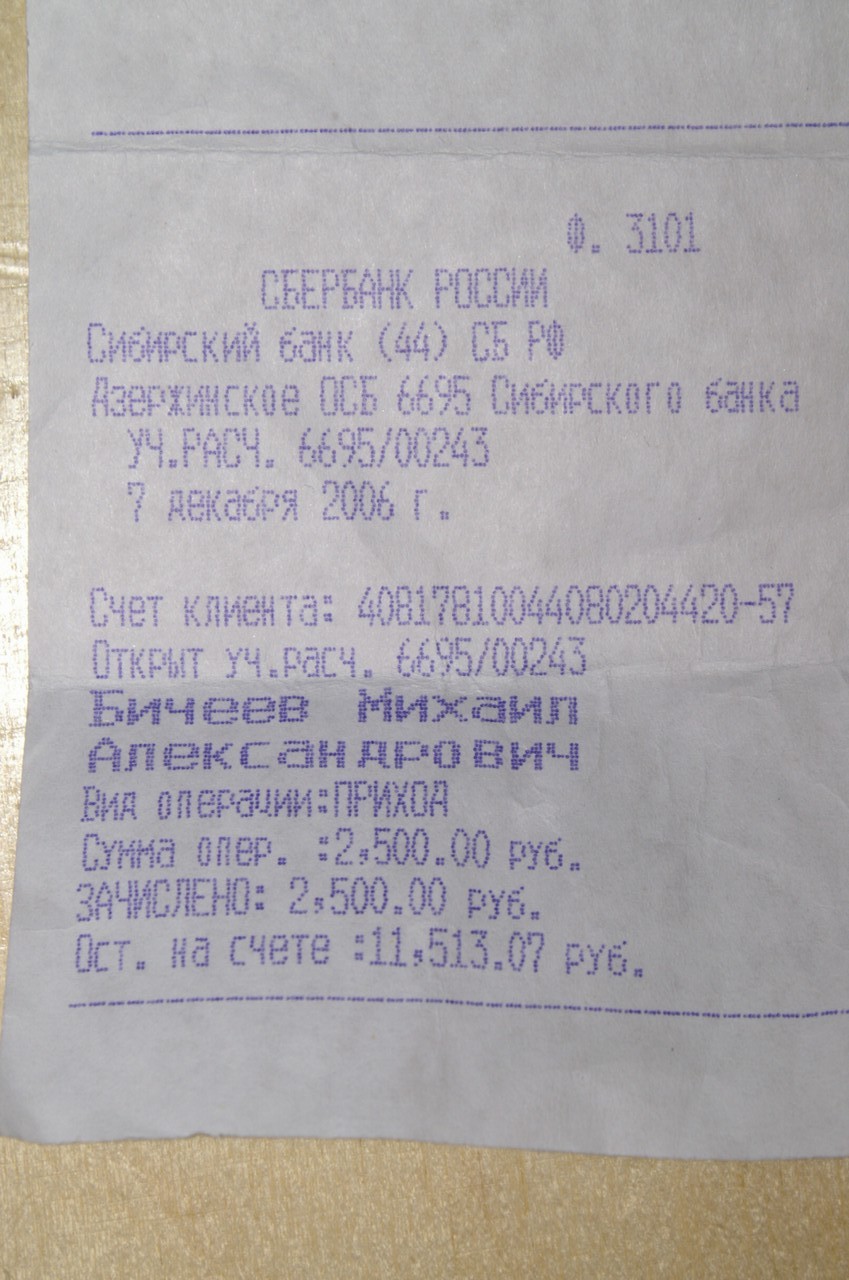 Ф. 3101
СБЕРБАНК РОССИИ
Сибирский банк (44) СБ РФ
Дзержинское ОСБ 6695 Сибирского банка
УЧ.РАСЧ. 6695/00243
7 декабря 2006 г.
Счет клиента: 40817810044080204420-57
Открыт уч.расч. 6695/00243
Бичеев Михаил
Александрович
Вид операции:ПРИХОД
Сумма опер. :2,500.00 руб.
ЗАЧИСЛЕНО: 2,500.00 руб.
Ост. на счете :11,513.07 руб.